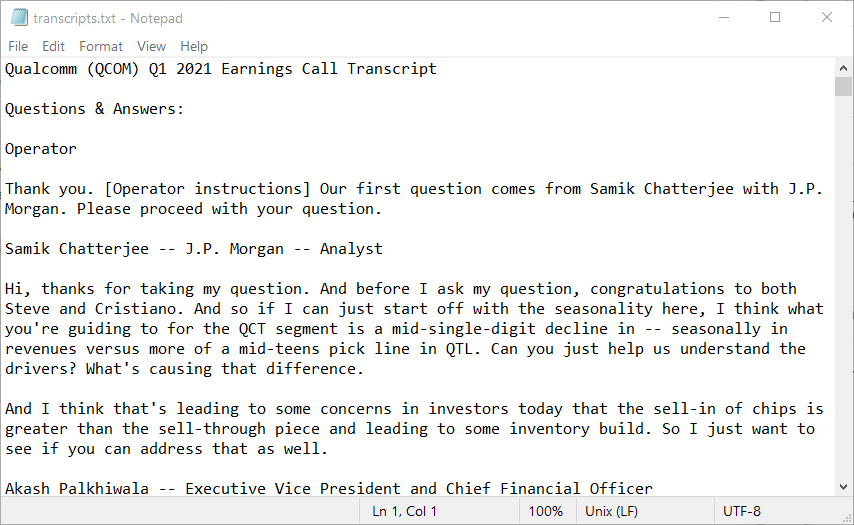 transcripts.txt - Notepad
File Edit Format View Help
Qualcomm (QCOM) Q1 2021 Earnings Call Transcript
Questions & Answers:
Operator
Thank you. [Operator instructions] Our first question comes from Samik Chatterjee with J.P.
Morgan. Please proceed with your question.
Samik Chatterjee -- J.P. Morgan -- Analyst
Hi, thanks for taking my question. And before I ask my question, congratulations to both
Steve and Cristiano. And so if I can just start off with the seasonality here, I think what
you're guiding to for the QCT segment is a mid-single-digit decline in -- seasonally in
revenues versus more of a mid-teens pick line in QTL. Can you just help us understand the
drivers? What's causing that difference.
And I think that's leading to some concerns in investors today that the sell-in of chips is
greater than the sell-through piece and leading to some inventory build. So I just want to
see if you can address that as well.
Akash Palkhiwala -- Executive Vice President and Chief Financial Officer
Ln 1, Col 1 100% Unix (LF) UTF-8